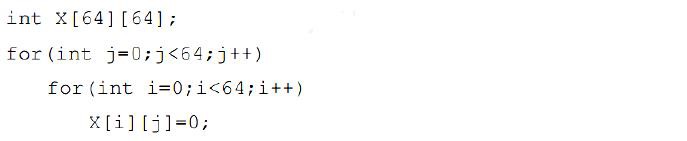 int X[64][64];
for(int j=0;j<64;j++)
for(int i=0;i<64;i++)
X[i][j]=0;